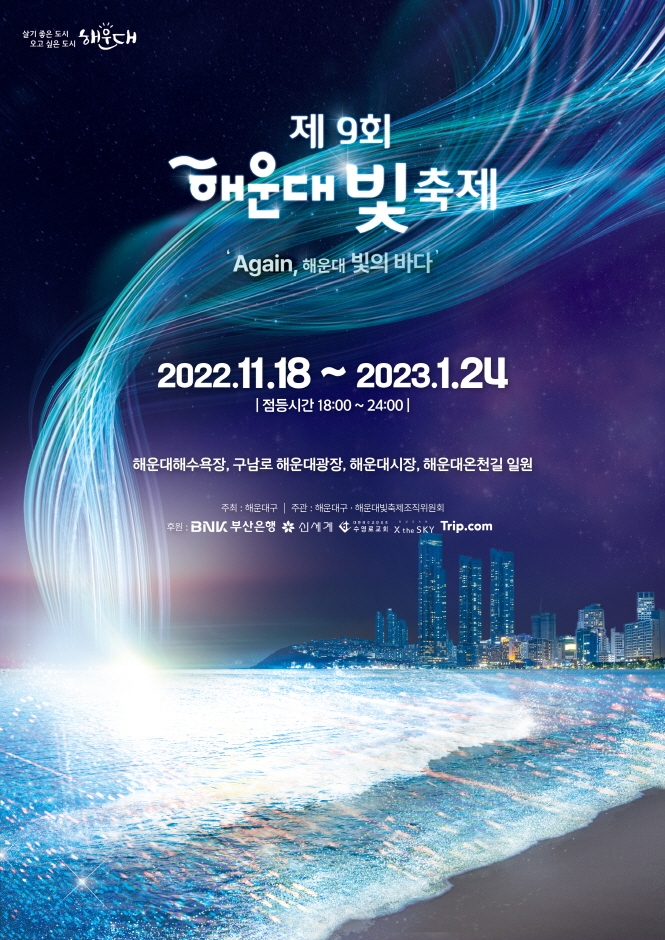 살기 좋은 도시
오고 싶은 도시 해운대
제 9회
해운대 빛축제
'Again, 해운대 빛의 바다'
2022.11.18 ~ 2023.1.24
| 점등시간 18:00 ~ 24:00 |
해운대해수욕장, 구남로 해운대광장, 해운대시장, 해운대온천길 일원
주최 : 해운대구 | 주관 : 해운대구 · 해운대빛축제조직위원회
후원 : BNK 부산은행 신세계 수영로교회 X the SKY Trip.com